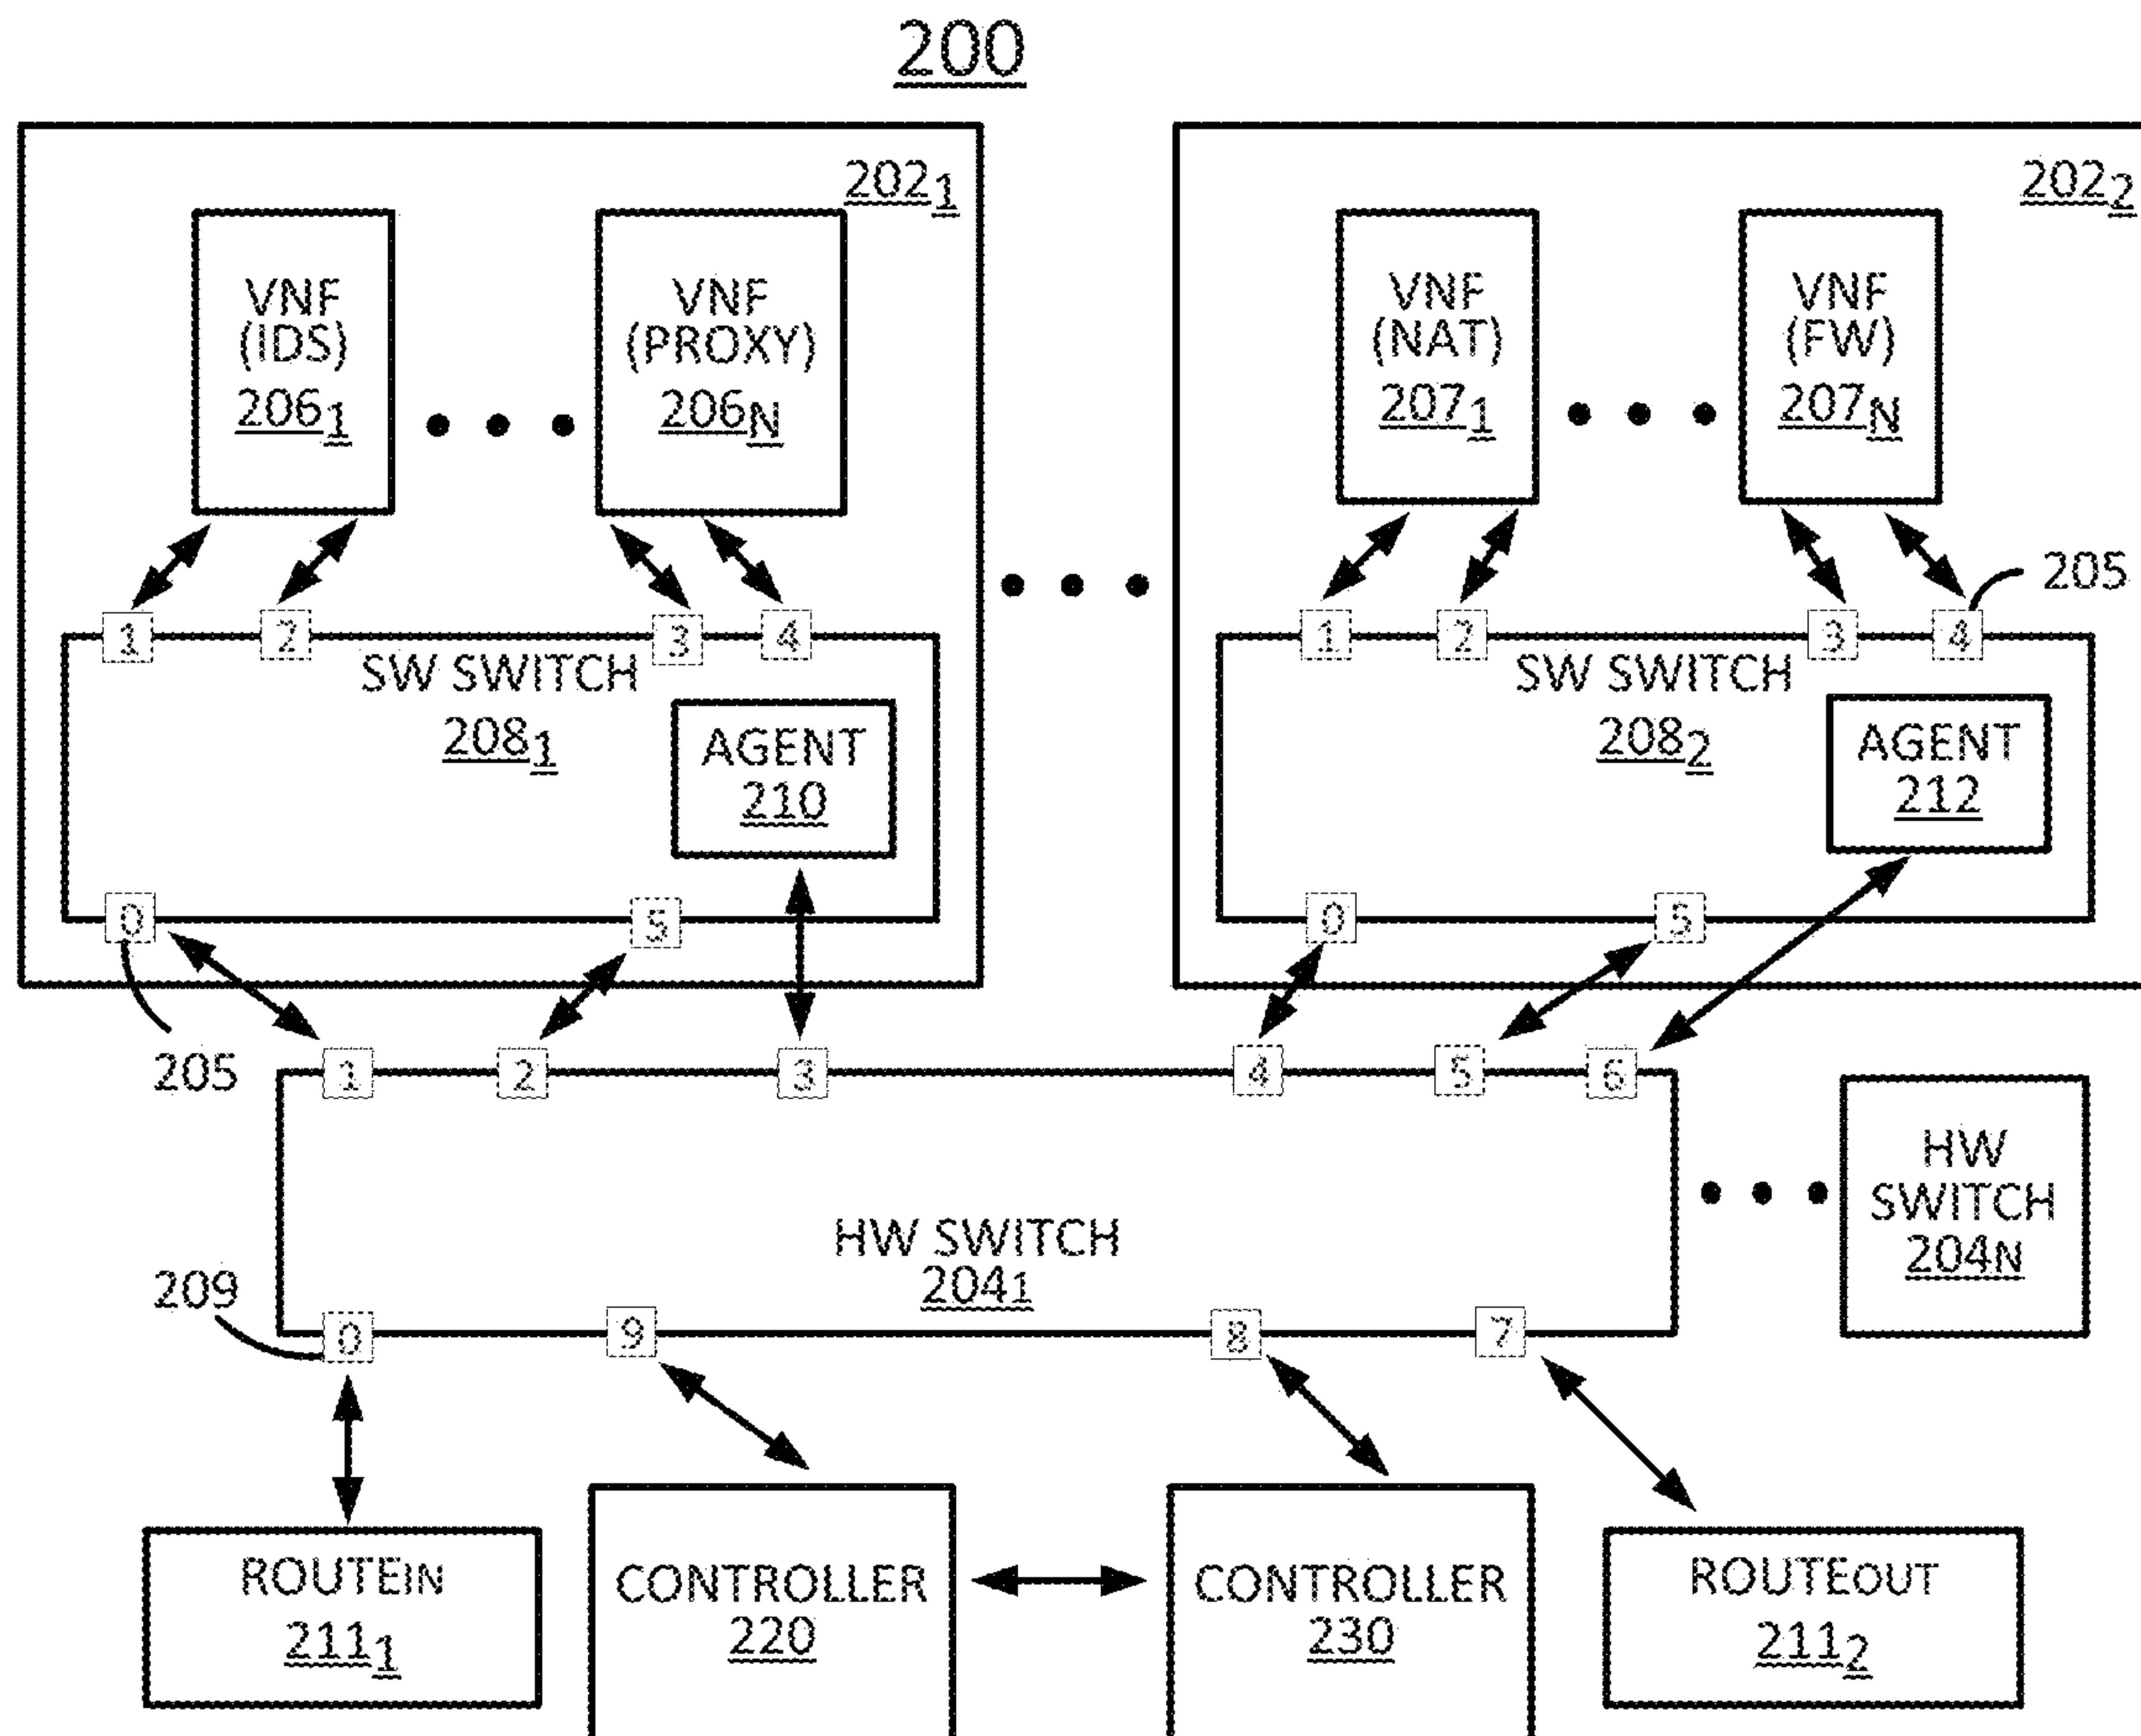 200
202₁
202₂
VNF
(IDS)
206₁
VNF
(PROXY)
206N
VNF
(NAT)
207₁
VNF
(FW)
207N
205
1
2
3
4
1
2
3
4
SW SWITCH
208₁
AGENT
210
SW SWITCH
208₂
AGENT
212
0
5
0
5
205
1
2
3
4
5
6
HW SWITCH
204₁
HW
SWITCH
204N
209
0
9
8
7
ROUTEIN
211₁
CONTROLLER
220
CONTROLLER
230
ROUTEOUT
211₂